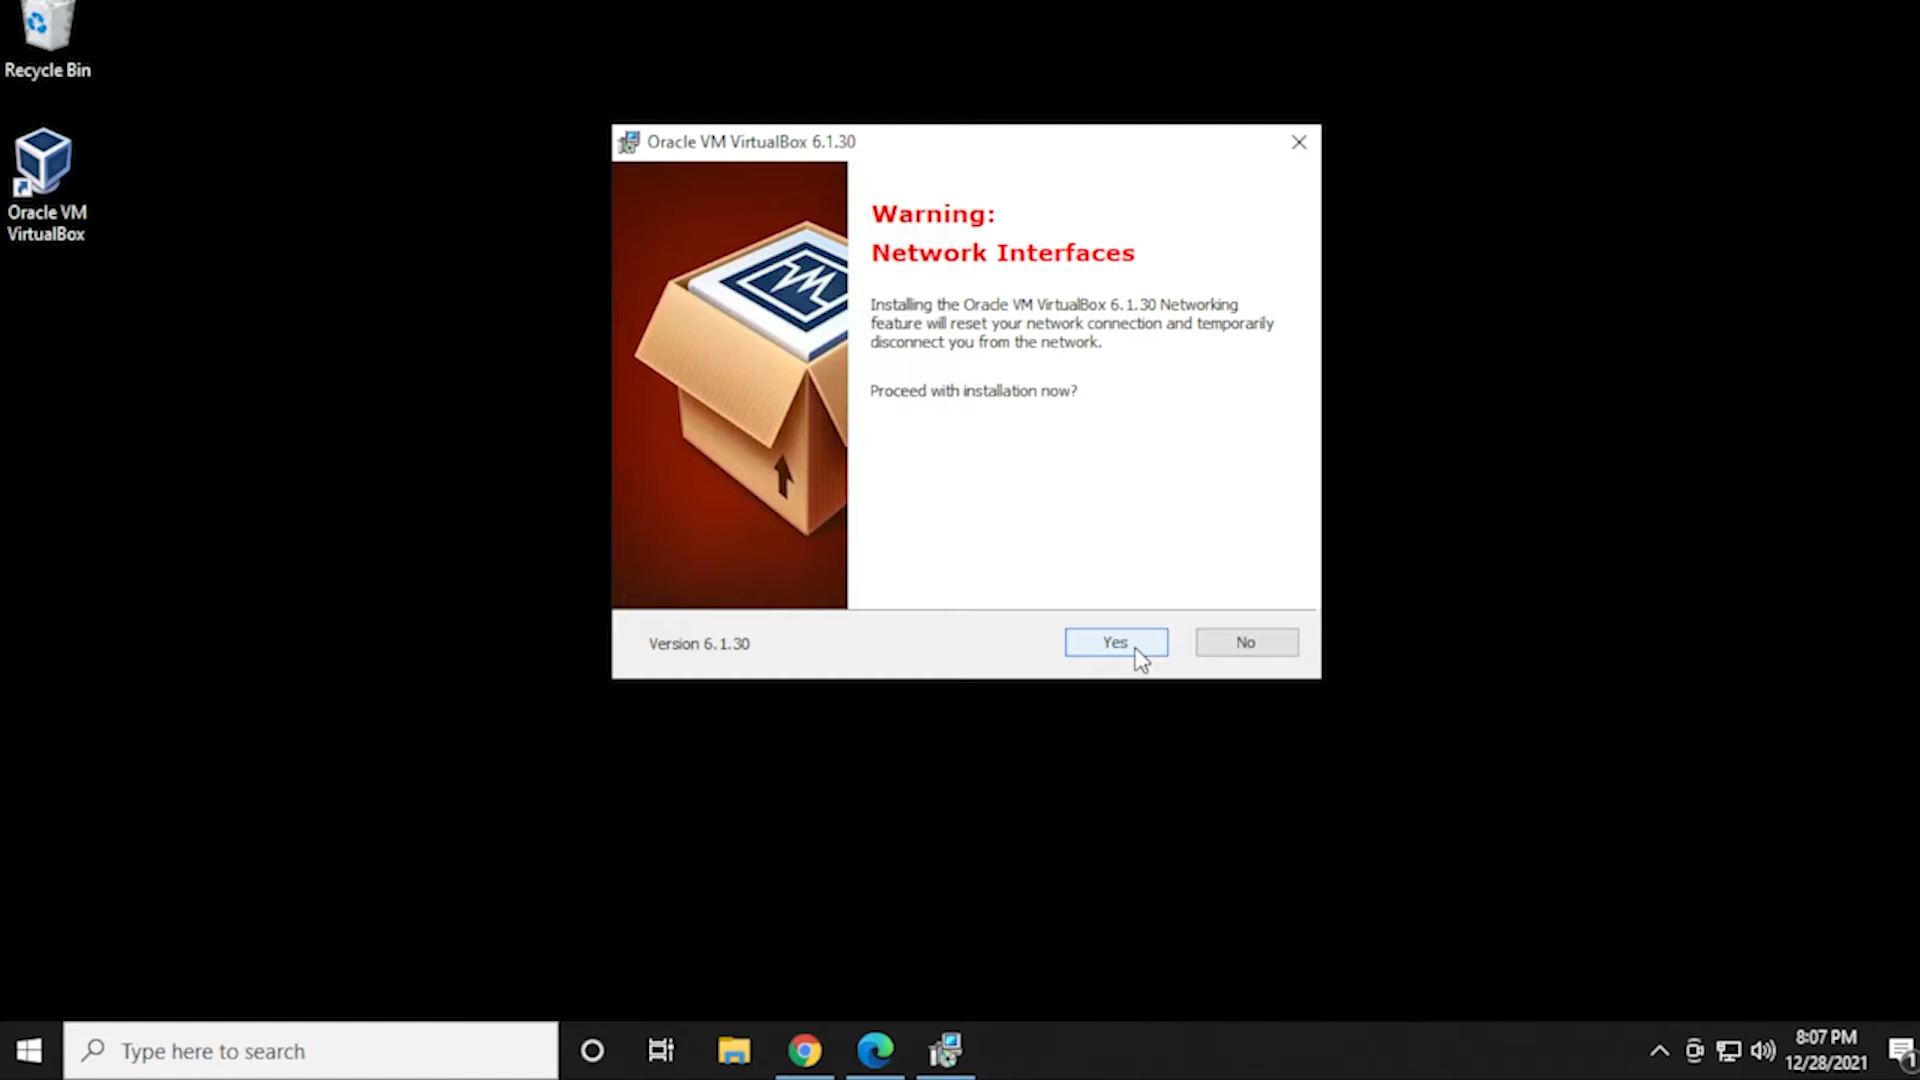 Recycle Bin
Oracle VM
VirtualBox
Oracle VM VirtualBox 6.1.30
Warning:
Network Interfaces
Installing the Oracle VM VirtualBox 6.1.30 Networking
feature will reset your network connection and temporarily
disconnect you from the network.
Proceed with installation now?
Version 6.1.30
Yes
No
Type here to search
8:07 PM
12/28/2021
1